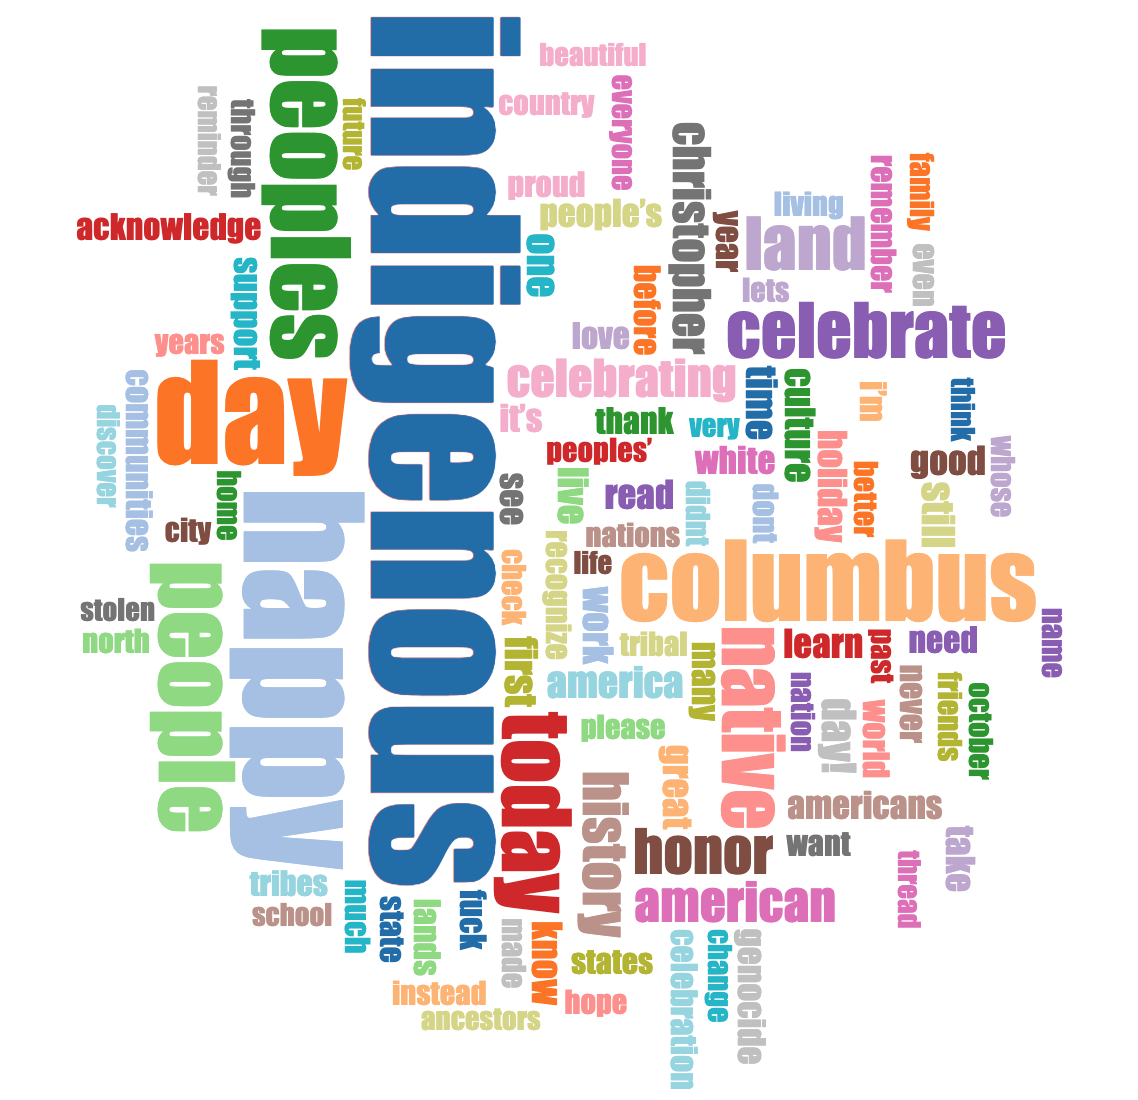 indigenous
peoples
beautiful
country
everyone
reminder
through
future
proud
people's
christopher
acknowledge
support
one
before
year
living
land
lets
remember
family
even
years
love
celebrate
day
celebrating
it's
thank
very
time
culture
i'm
think
communities
discover
peoples'
white
holiday
better
good
whose
home
city
see
live
read
didnt
dont
still
happy
nations
life
recognize
check
work
columbus
people
stolen
north
first
tribal
many
native
learn
past
need
name
america
nation
day!
world
never
friends
october
today
please
great
history
americans
honor
want
take
thread
american
tribes
school
much
state
lands
fuck
made
know
states
instead
ancestors
hope
celebration
change
genocide